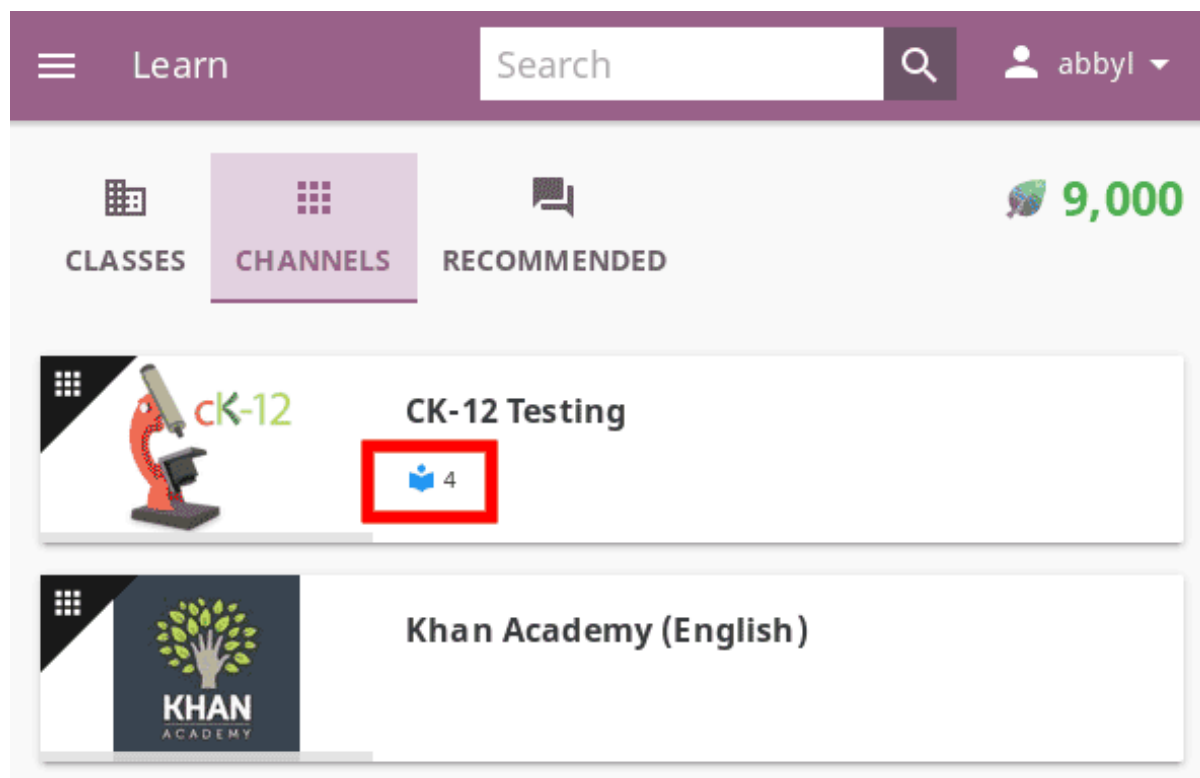 Learn
Search
abbyl
9,000
CLASSES
CHANNELS
RECOMMENDED
cK-12
CK-12 Testing
4
KHAN
ACADEMY
Khan Academy (English)